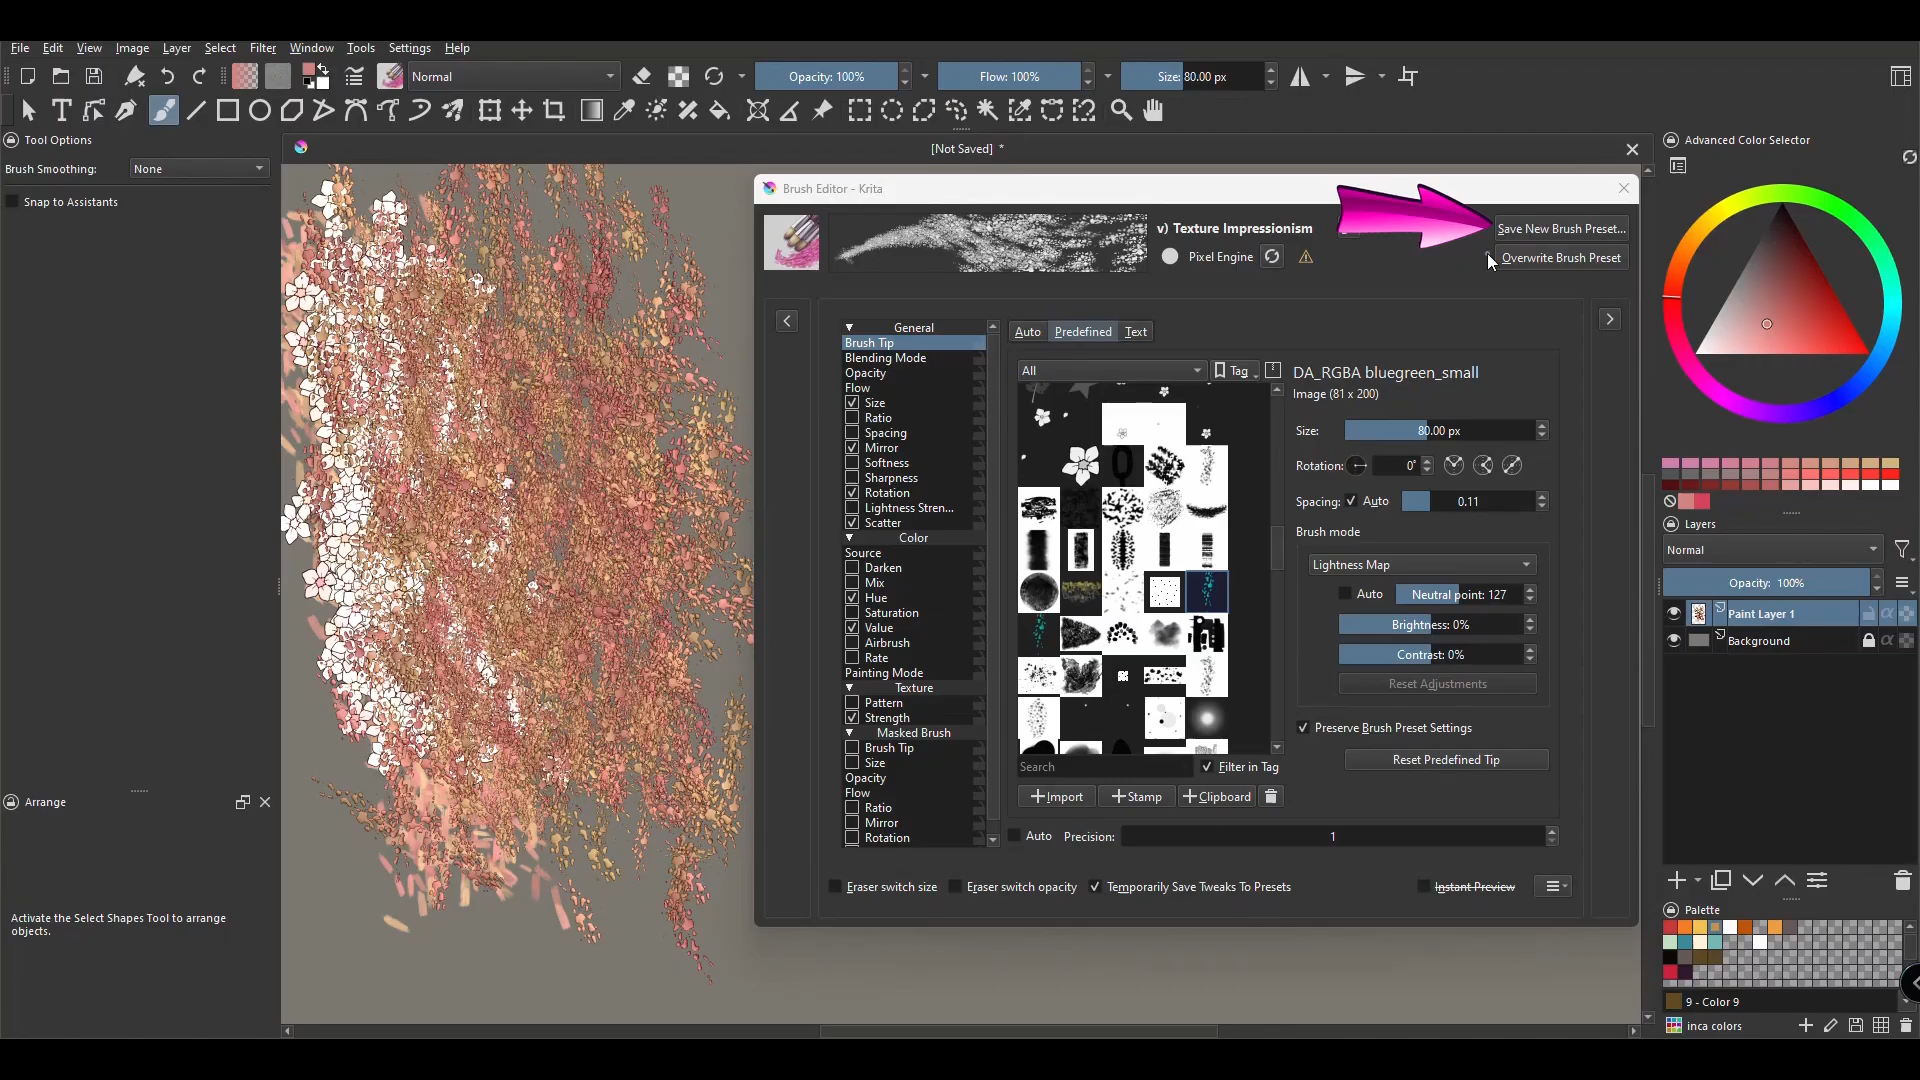 File Edit View Image Layer Select Filter Window Tools Settings Help
Normal Opacity: 100% Flow: 100% Size: 80.00 px
Tool Options
Brush Smoothing: None
Snap to Assistants
[Not Saved] *
Brush Editor - Krita
v) Texture Impressionism
Pixel Engine
Save New Brush Preset...
Overwrite Brush Preset
General
Brush Tip
Blending Mode
Opacity
Flow
Size
Ratio
Spacing
Mirror
Softness
Sharpness
Rotation
Lightness Stren...
Scatter
Color
Source
Darken
Mix
Hue
Saturation
Value
Airbrush
Rate
Painting Mode
Texture
Pattern
Strength
Masked Brush
Brush Tip
Size
Opacity
Flow
Ratio
Mirror
Rotation
Auto Predefined Text
All Tag
Search
Filter in Tag
Import Stamp Clipboard
Auto Precision: 1
DA_RGBA bluegreen_small
Image (81 x 200)
Size: 80.00 px
Rotation: 0°
Spacing: Auto 0.11
Brush mode
Lightness Map
Auto Neutral point: 127
Brightness: 0%
Contrast: 0%
Reset Adjustments
Preserve Brush Preset Settings
Reset Predefined Tip
Eraser switch size Eraser switch opacity Temporarily Save Tweaks To Presets Instant Preview
Arrange
Activate the Select Shapes Tool to arrange
objects.
Advanced Color Selector
Layers
Normal
Opacity: 100%
Paint Layer 1
Background
Palette
9 - Color 9
inca colors